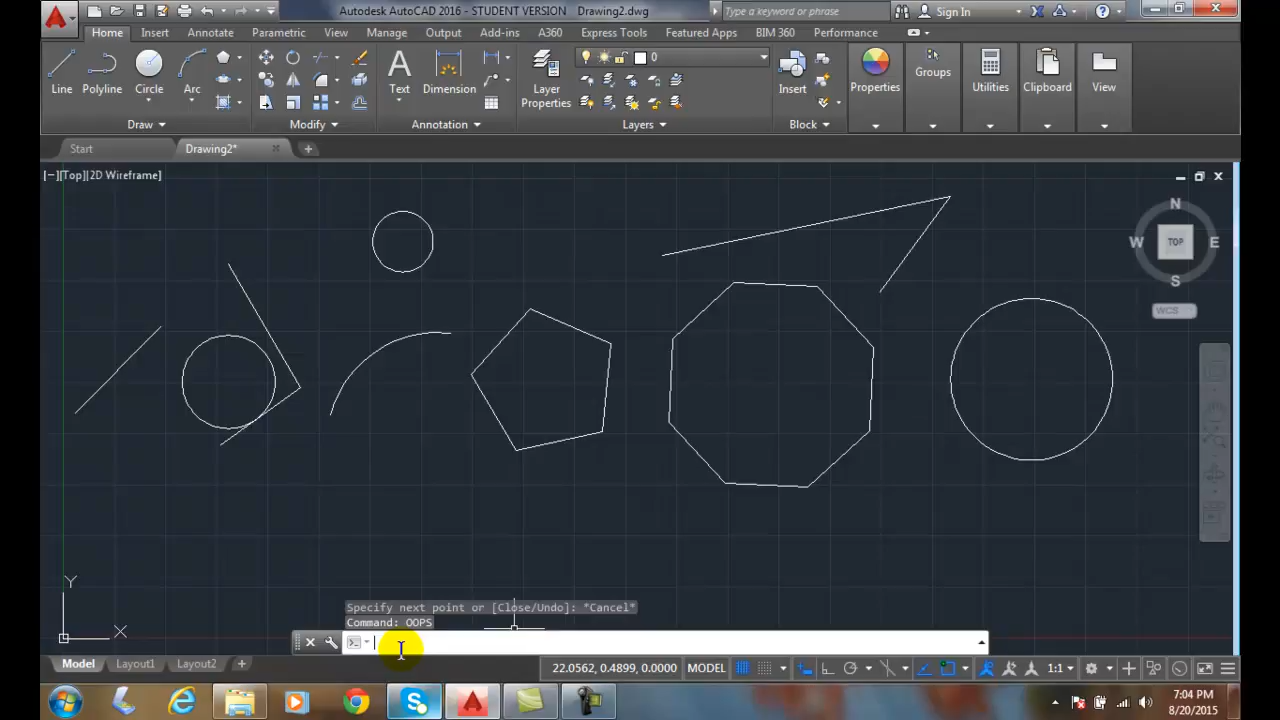 Autodesk AutoCAD 2016 - STUDENT VERSION Drawing2.dwg
Type a keyword or phrase
Sign In
Home Insert Annotate Parametric View Manage Output Add-ins A360 Express Tools Featured Apps BIM 360 Performance
0
Line Polyline Circle Arc
Text Dimension
Layer Properties
Insert
Properties Groups Utilities Clipboard View
Draw Modify Annotation Layers Block
Start Drawing2*
[−][Top][2D Wireframe]
N
W TOP E
S
WCS
Y
X
Specify next point or [Close/Undo]: *Cancel*
Command: OOPS
Model Layout1 Layout2
22.0562, 0.4899, 0.0000 MODEL 1:1
7:04 PM
8/20/2015